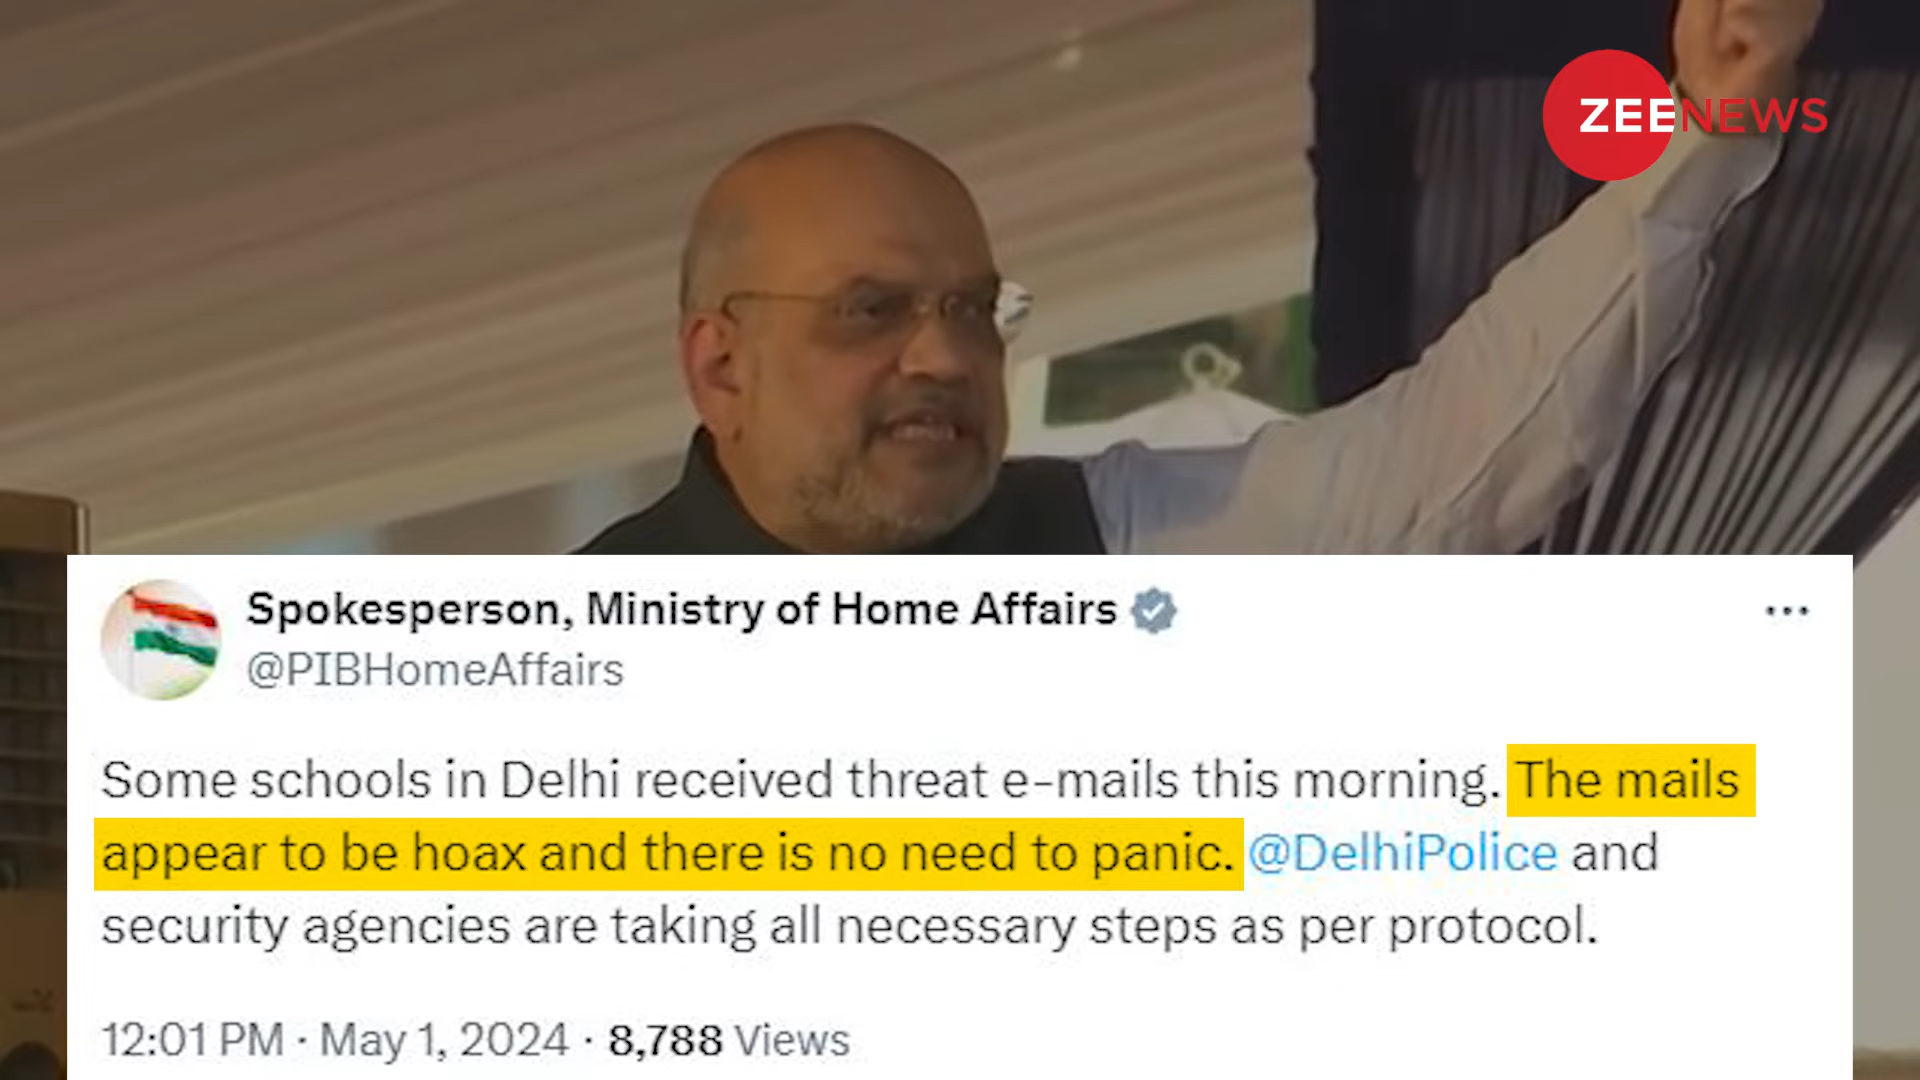 ZEENEWS
Spokesperson, Ministry of Home Affairs
@PIBHomeAffairs
Some schools in Delhi received threat e-mails this morning. The mails
appear to be hoax and there is no need to panic. @DelhiPolice and
security agencies are taking all necessary steps as per protocol.
12:01 PM · May 1, 2024 · 8,788 Views